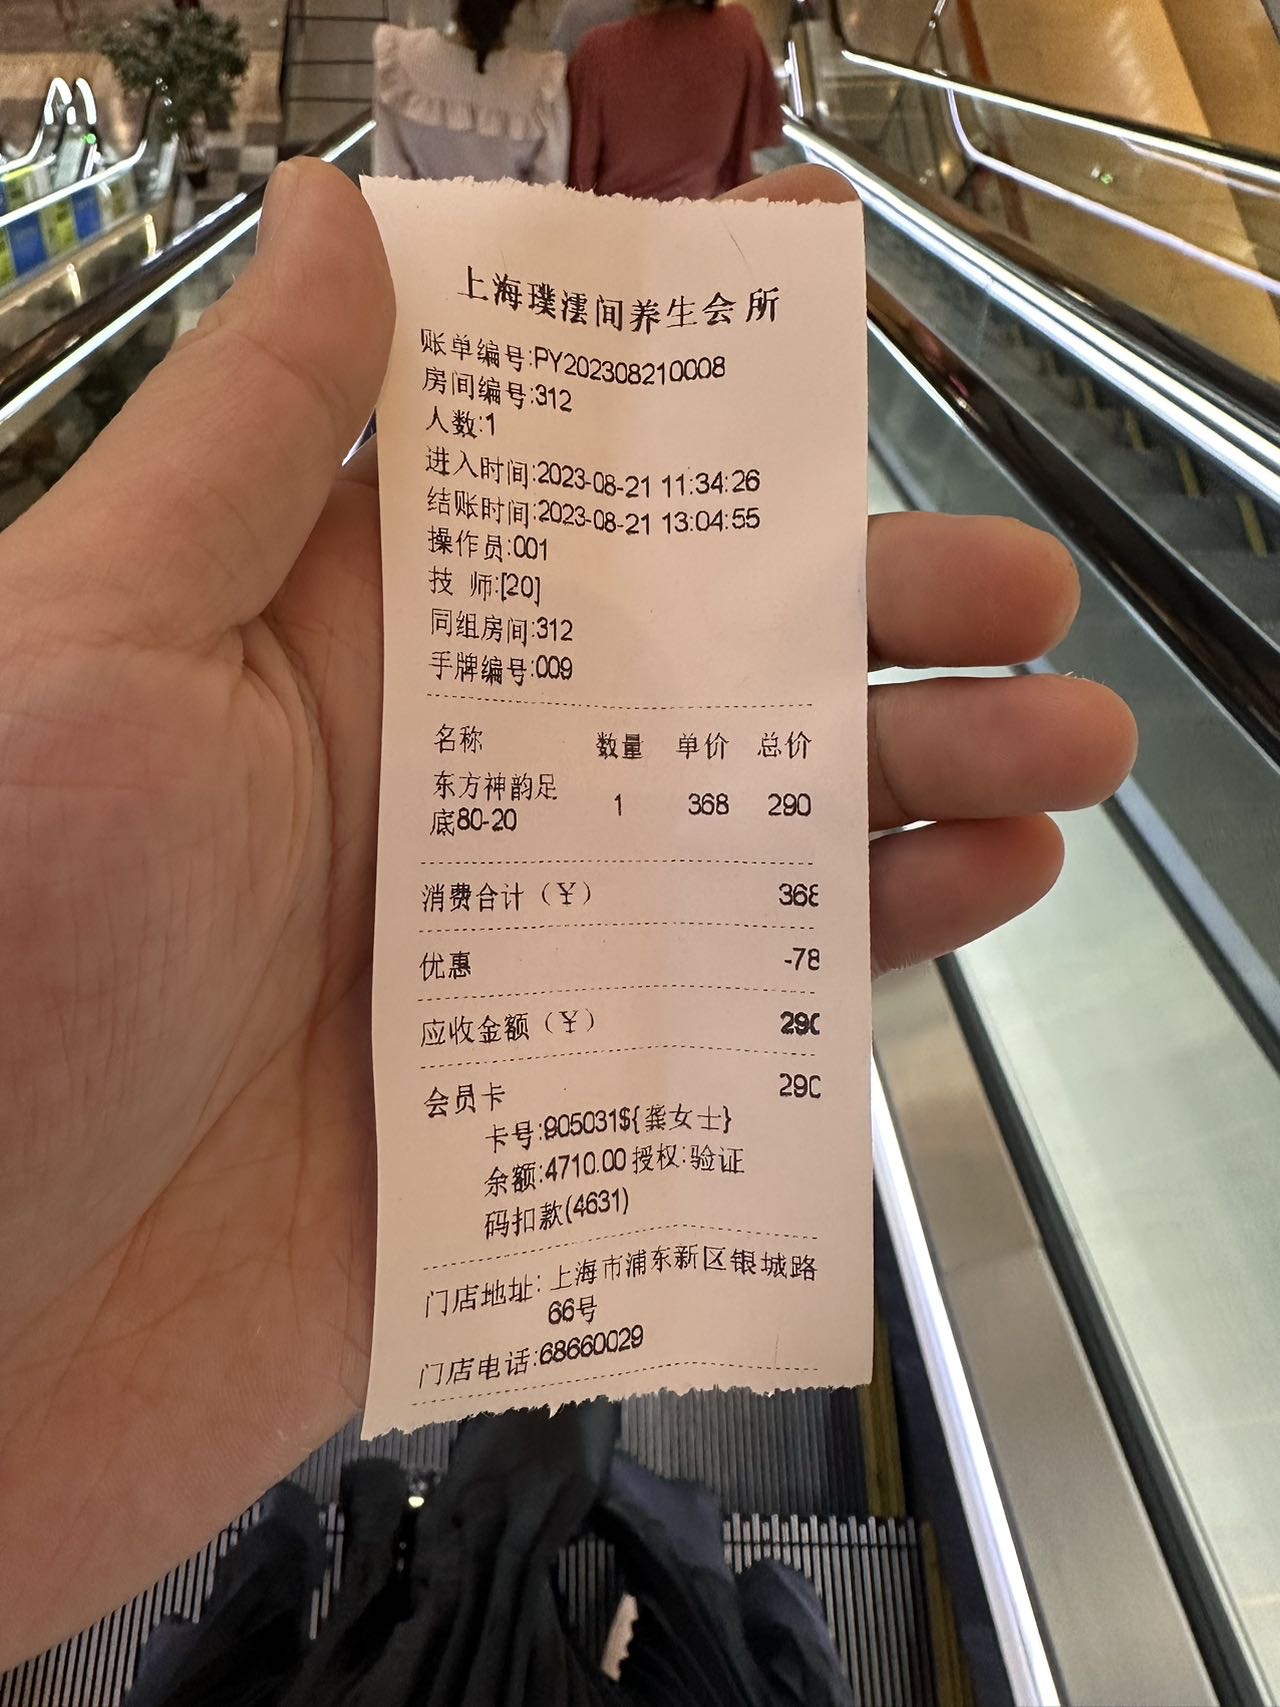 上海璞澐间养生会所
账单编号:PY202308210008
房间编号:312
人数:1
进入时间:2023-08-21 11:34:26
结账时间:2023-08-21 13:04:55
操作员:001
技 师:[20]
同组房间:312
手牌编号:009
名称 数量 单价 总价
东方神韵足 1 368 290
底80-20
消费合计（¥） 368
优惠 -78
应收金额（¥） 290
会员卡 290
卡号:905031${龚女士}
余额:4710.00 授权:验证
码扣款(4631)
门店地址: 上海市浦东新区银城路
66号
门店电话:68660029